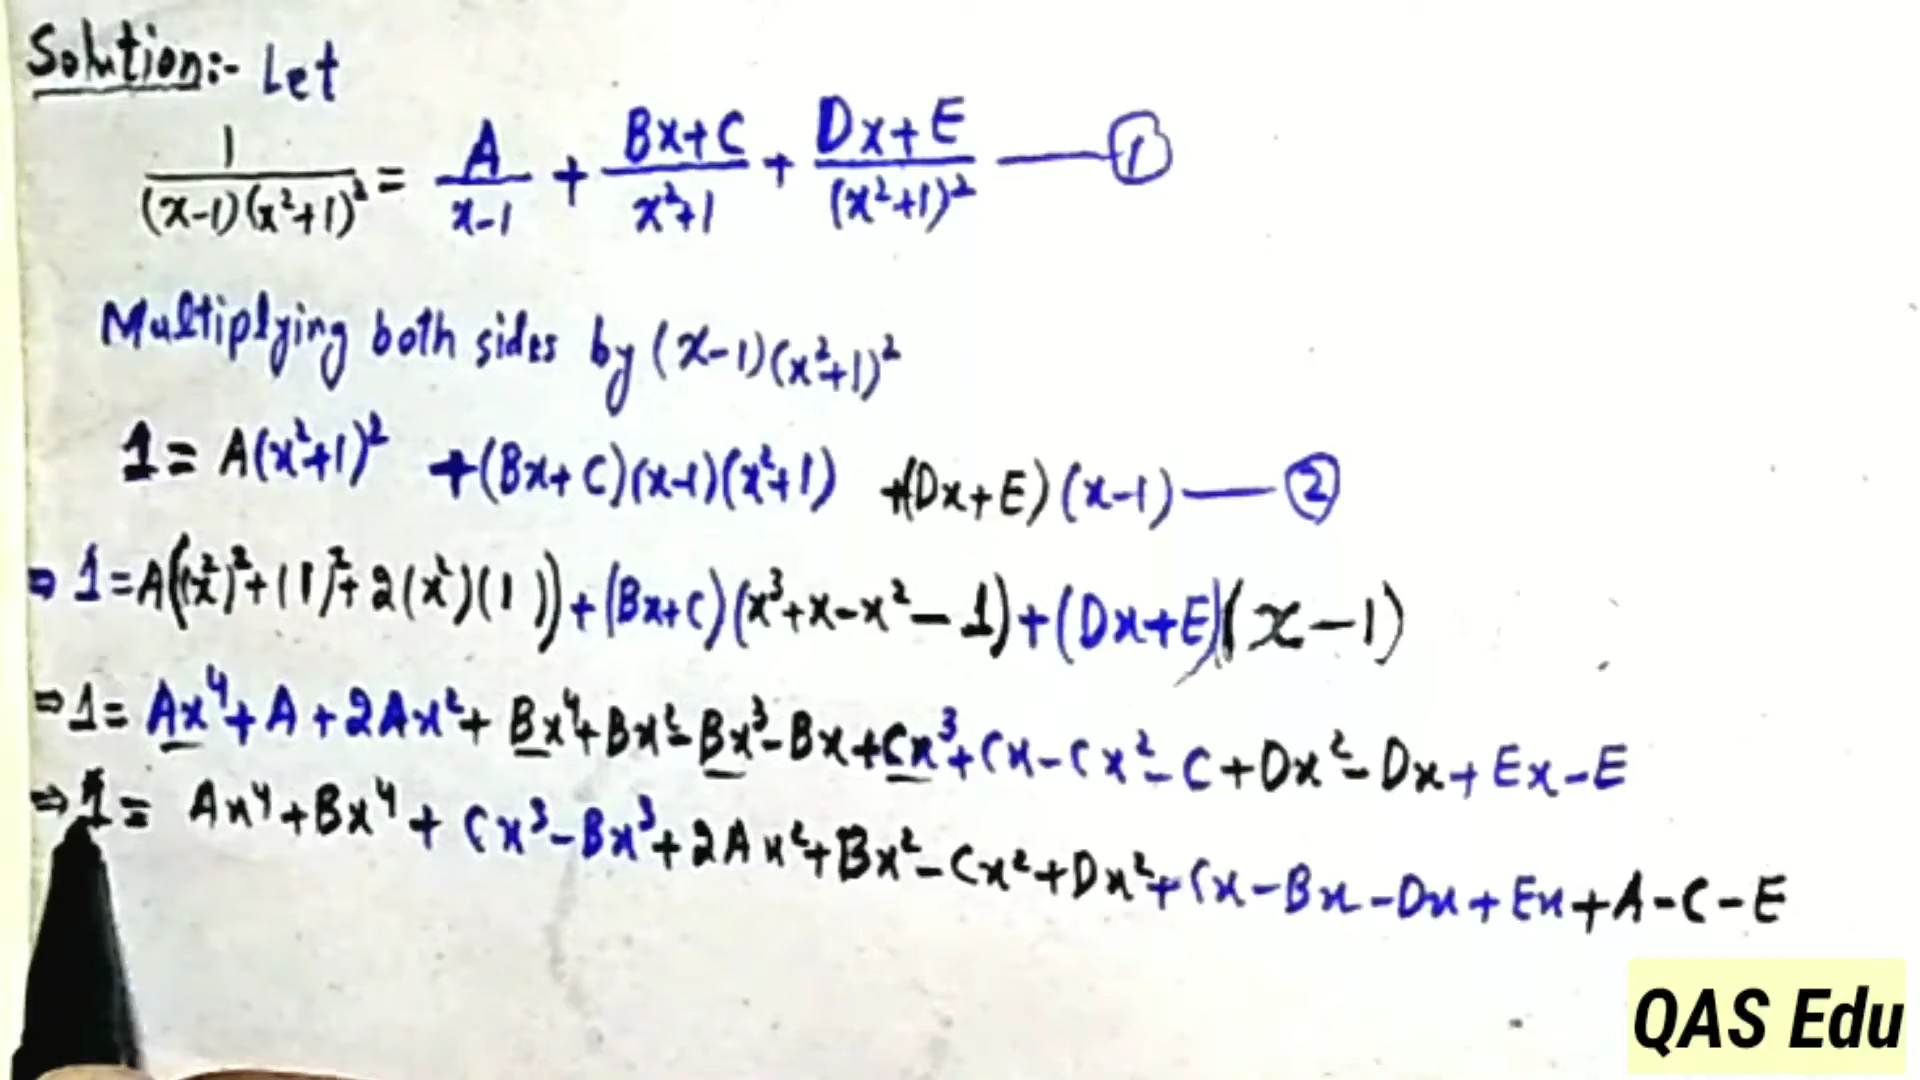 Solution:- Let
1/((x-1)(x²+1)²) = A/(x-1) + (Bx+C)/(x²+1) + (Dx+E)/((x²+1)²) —— ①
Multiplying both sides by (x-1)(x²+1)²
1 = A(x²+1)² + (Bx+C)(x-1)(x²+1) + (Dx+E)(x-1) —— ②
⇒ 1 = A((x²)²+(1)²+2(x²)(1)) + (Bx+C)(x³+x-x²-1) + (Dx+E)(x-1)
⇒ 1 = Ax⁴+A+2Ax²+Bx⁴+Bx²-Bx³-Bx+Cx³+Cx-Cx²-C+Dx²-Dx+Ex-E
⇒ 1 = Ax⁴+Bx⁴+Cx³-Bx³+2Ax²+Bx²-Cx²+Dx²+Cx-Bx-Dx+Ex+A-C-E
QAS Edu